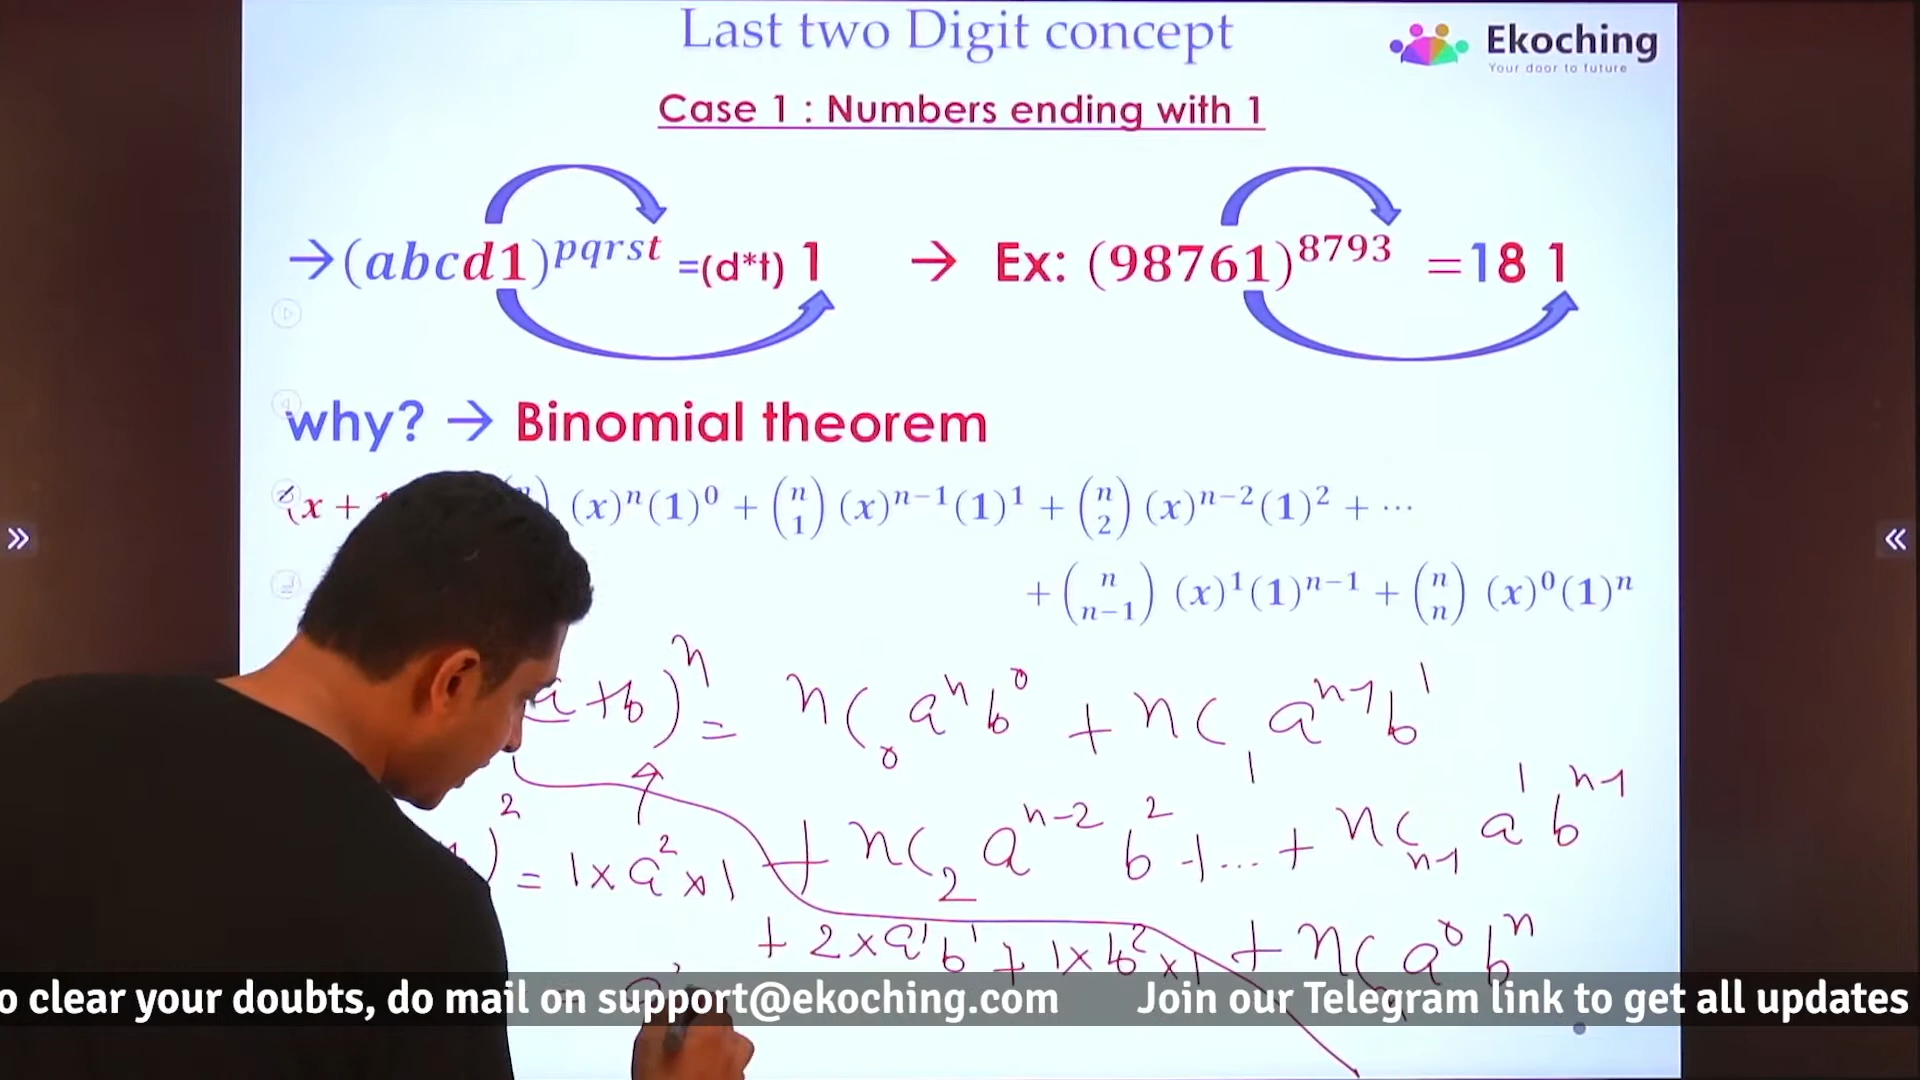 Last two Digit concept
Ekoching
Your door to future
Case 1 : Numbers ending with 1
→(abcd1)^pqrst =(d*t) 1 → Ex: (98761)^8793 =18 1
why? → Binomial theorem
(x + (x)^n(1)^0 + (n 1) (x)^n−1(1)^1 + (n 2) (x)^n−2(1)^2 + ⋯
+ (n n−1) (x)^1(1)^n−1 + (n n) (x)^0(1)^n
a+b)^n = nC_0 a^n b^0 + nC_1 a^n-1 b^1
+ nC_2 a^n-2 b^2 + ... + nC_n-1 a^1 b^n-1
)^2 = 1×a^2×1
+ 2×a^1b^1 + 1×b^2×1 + nC a^0 b^n
o clear your doubts, do mail on support@ekoching.com Join our Telegram link to get all updates